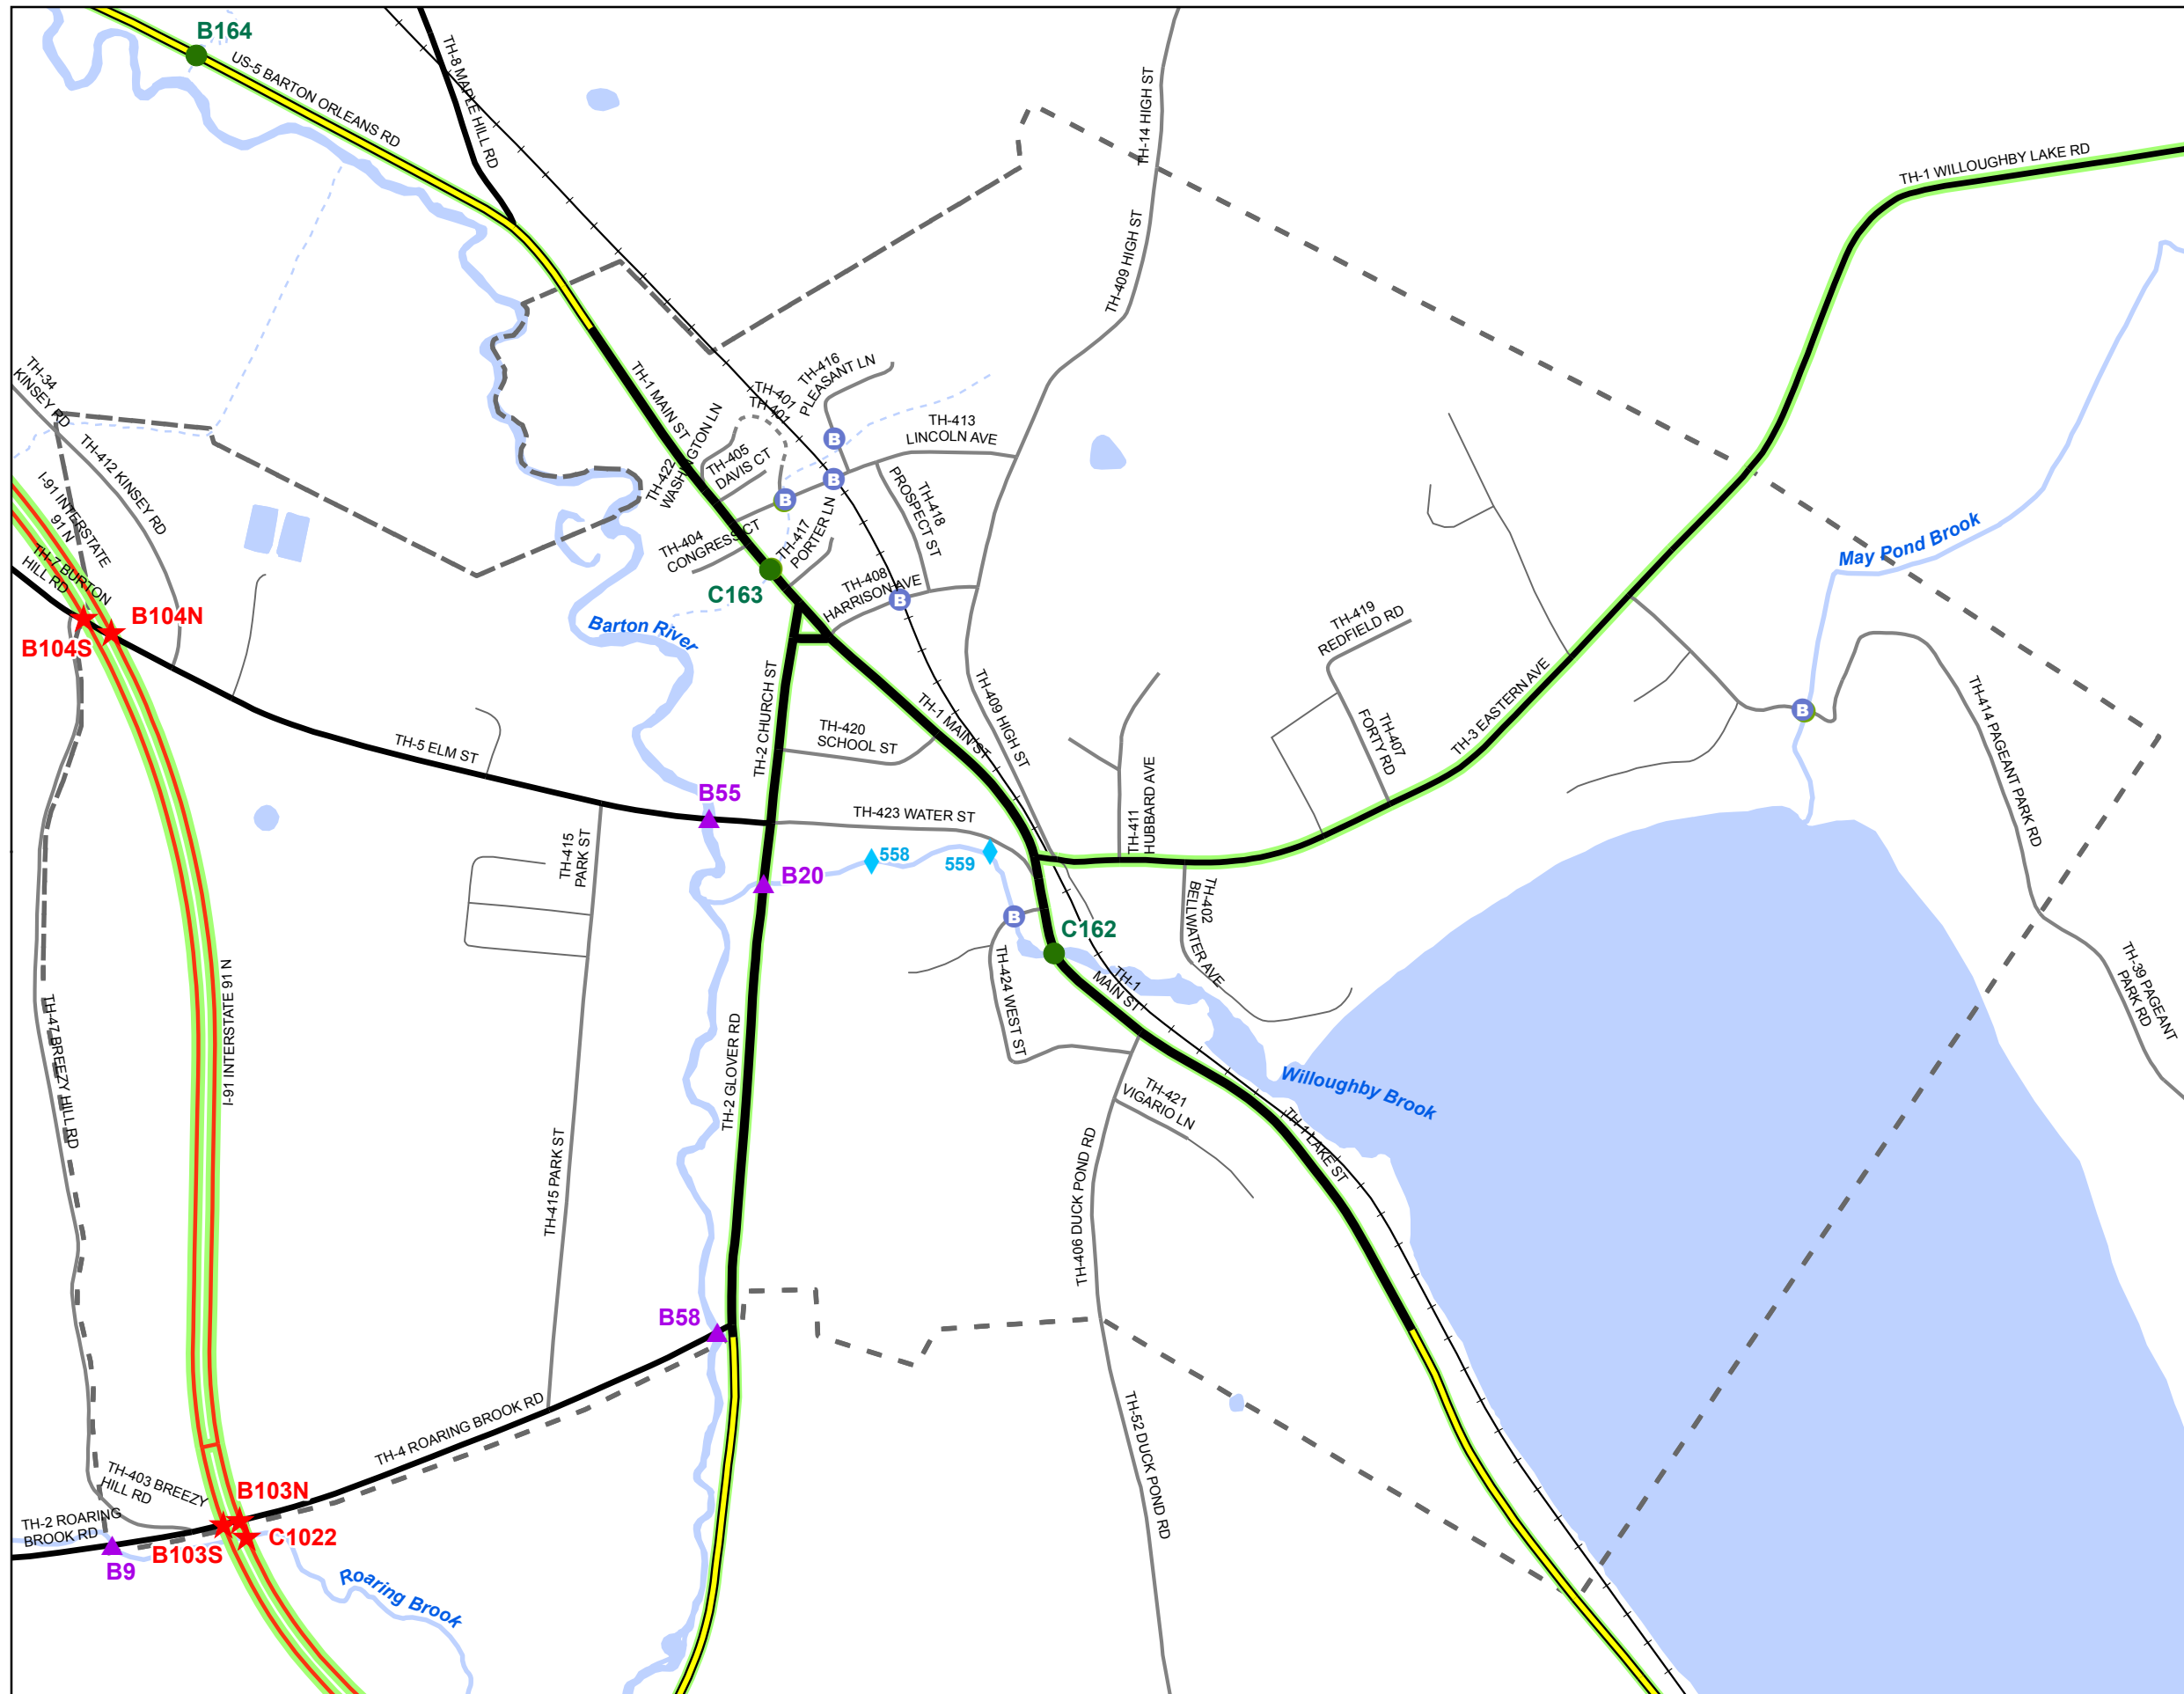 B164
US-5 BARTON ORLEANS RD
TH-8 MAPLE HILL RD
TH-14 HIGH ST
TH-1 WILLOUGHBY LAKE RD
TH-409 HIGH ST
TH-34
KINSEY RD
TH-412 KINSEY RD
I-91 INTERSTATE
91 N
TH-7 BURTON
HILL RD
B104N
B104S
TH-1 MAIN ST
TH-401
TH-401
TH-416
PLEASANT LN
TH-413
LINCOLN AVE
TH-422
WASHINGTON LN
TH-405
DAVIS CT
B
B
B
TH-418
PROSPECT ST
TH-404
CONGRESS CT
TH-417
PORTER LN
C163
TH-408
HARRISON AVE
B
May Pond Brook
Barton River
TH-419
REDFIELD RD
TH-407
FORTY RD
TH-3 EASTERN AVE
B
TH-414 PAGEANT PARK RD
TH-2 CHURCH ST
TH-1 MAIN ST
TH-409 HIGH ST
TH-420
SCHOOL ST
TH-5 ELM ST
B55
TH-423 WATER ST
TH-411
HUBBARD AVE
TH-415
PARK ST
558
559
B20
B
C162
TH-402
BELLWATER AVE
TH-39 PAGEANT
PARK RD
TH-1
MAIN ST
TH-424 WEST ST
I-91 INTERSTATE 91 N
TH-47 BREEZY HILL RD
TH-2 GLOVER RD
Willoughby Brook
TH-421
VIGARIO LN
TH-1 LAKE ST
TH-415 PARK ST
TH-406 DUCK POND RD
B58
TH-4 ROARING BROOK RD
TH-52 DUCK POND RD
TH-403 BREEZY
HILL RD
B103N
TH-2 ROARING
BROOK RD
C1022
B103S
B9
Roaring Brook